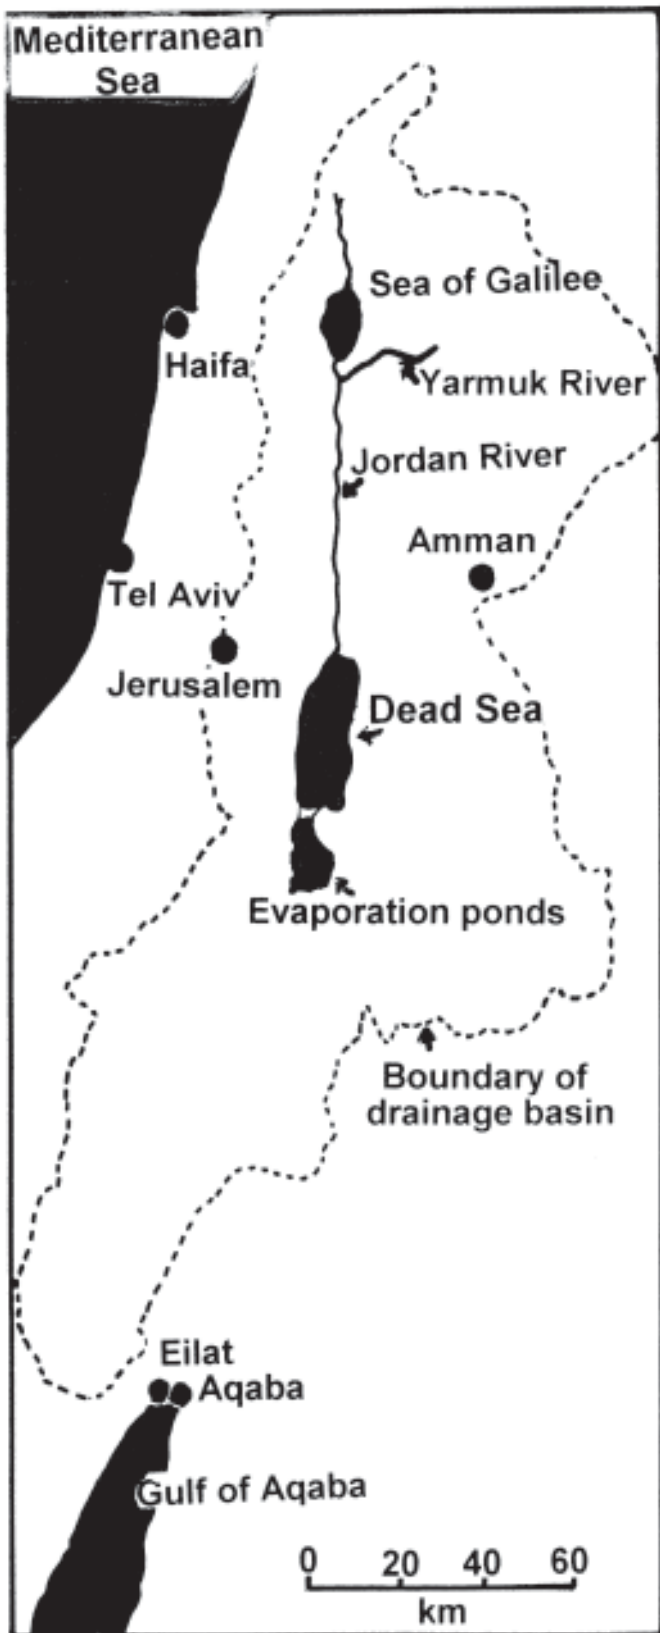 Mediterranean
Sea
Sea of Galilee
Haifa
Yarmuk River
Jordan River
Amman
Tel Aviv
Jerusalem
Dead Sea
Evaporation ponds
Boundary of
drainage basin
Eilat
Aqaba
Gulf of Aqaba
0 20 40 60
km